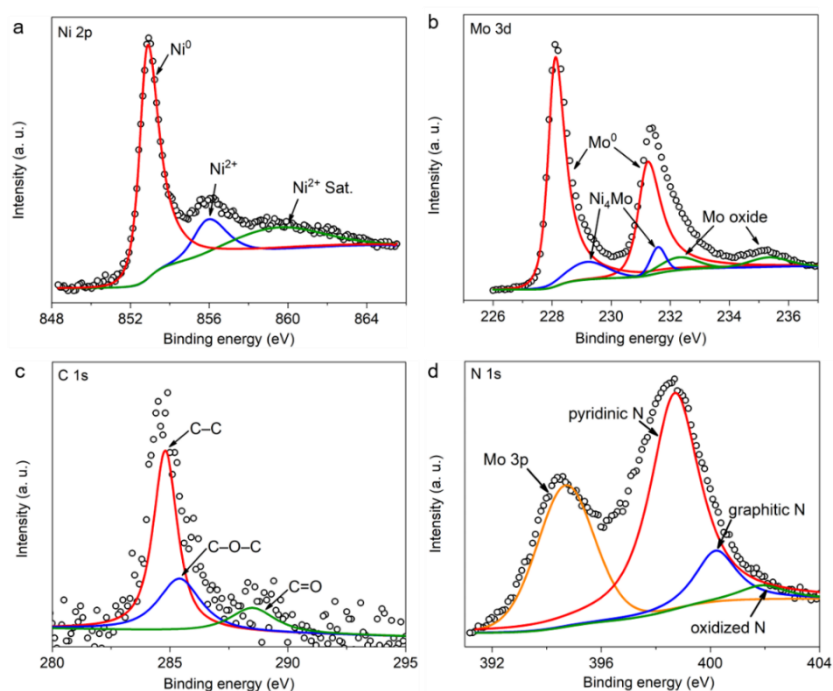 a
Ni 2p
Ni⁰
Ni²⁺
Ni²⁺ Sat.
Intensity (a. u.)
848 852 856 860 864
Binding energy (eV)
b
Mo 3d
Mo⁰
Ni₄Mo
Mo oxide
Intensity (a. u.)
226 228 230 232 234 236
Binding energy (eV)
c
C 1s
C–C
C–O–C
C=O
Intensity (a. u.)
280 285 290 295
Binding energy (eV)
d
N 1s
pyridinic N
Mo 3p
graphitic N
oxidized N
Intensity (a. u.)
392 396 400 404
Binding energy (eV)